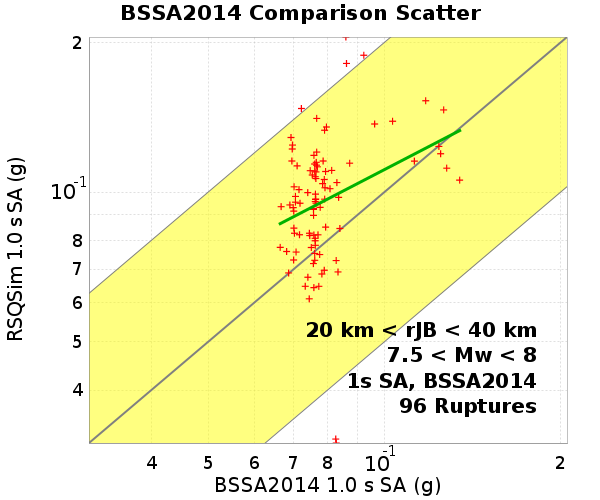 BSSA2014 Comparison Scatter
RSQSim 1.0 s SA (g)
2
10-1
8
7
6
5
4
20 km < rJB < 40 km
7.5 < Mw < 8
1s SA, BSSA2014
96 Ruptures
4 5 6 7 8 10-1 2
BSSA2014 1.0 s SA (g)